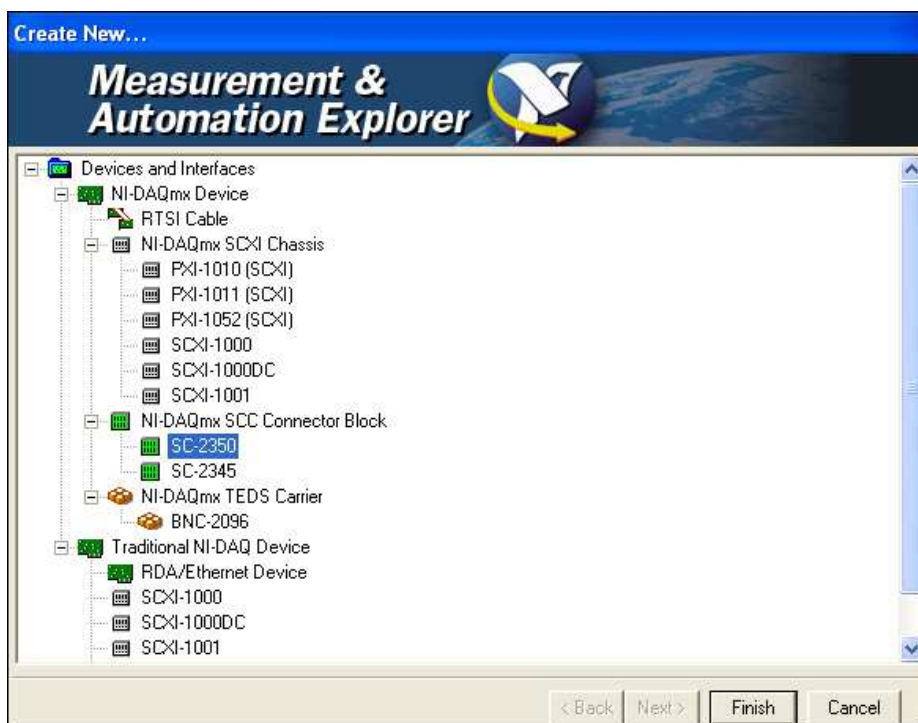 Create New...
Measurement &
Automation Explorer
Devices and Interfaces
NI-DAQmx Device
RTSI Cable
NI-DAQmx SCXI Chassis
PXI-1010 (SCXI)
PXI-1011 (SCXI)
PXI-1052 (SCXI)
SCXI-1000
SCXI-1000DC
SCXI-1001
NI-DAQmx SCC Connector Block
SC-2350
SC-2345
NI-DAQmx TEDS Carrier
BNC-2096
Traditional NI-DAQ Device
RDA/Ethernet Device
SCXI-1000
SCXI-1000DC
SCXI-1001
< Back Next > Finish Cancel